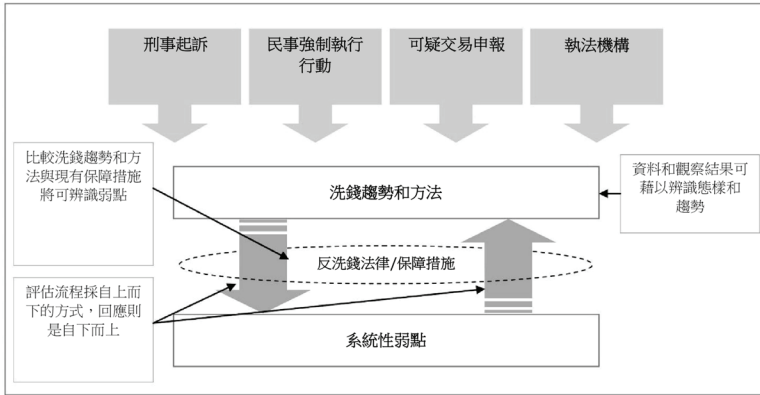 刑事起訴
民事強制執行
行動
可疑交易申報
執法機構
比較洗錢趨勢和方
法與現有保障措施
將可辨識弱點
洗錢趨勢和方法
資料和觀察結果可
藉以辨識態樣和
趨勢
反洗錢法律/保障措施
評估流程採自上而
下的方式，回應則
是自下而上
系統性弱點